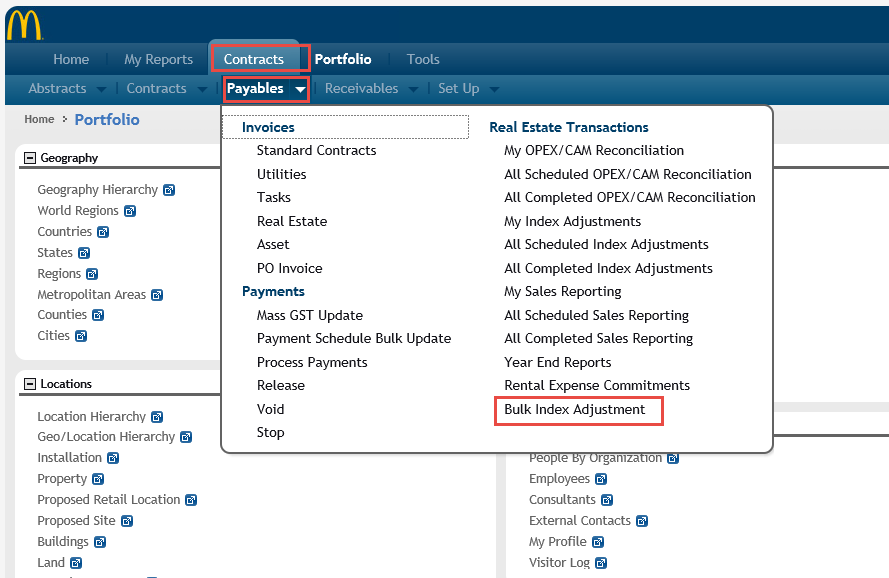 Home My Reports Contracts Portfolio Tools
Abstracts Contracts Payables Receivables Set Up
Home > Portfolio
Geography
Geography Hierarchy
World Regions
Countries
States
Regions
Metropolitan Areas
Counties
Cities
Locations
Location Hierarchy
Geo/Location Hierarchy
Installation
Property
Proposed Retail Location
Proposed Site
Buildings
Land
Invoices
Standard Contracts
Utilities
Tasks
Real Estate
Asset
PO Invoice
Payments
Mass GST Update
Payment Schedule Bulk Update
Process Payments
Release
Void
Stop
Real Estate Transactions
My OPEX/CAM Reconciliation
All Scheduled OPEX/CAM Reconciliation
All Completed OPEX/CAM Reconciliation
My Index Adjustments
All Scheduled Index Adjustments
All Completed Index Adjustments
My Sales Reporting
All Scheduled Sales Reporting
All Completed Sales Reporting
Year End Reports
Rental Expense Commitments
Bulk Index Adjustment
People By Organization
Employees
Consultants
External Contacts
My Profile
Visitor Log